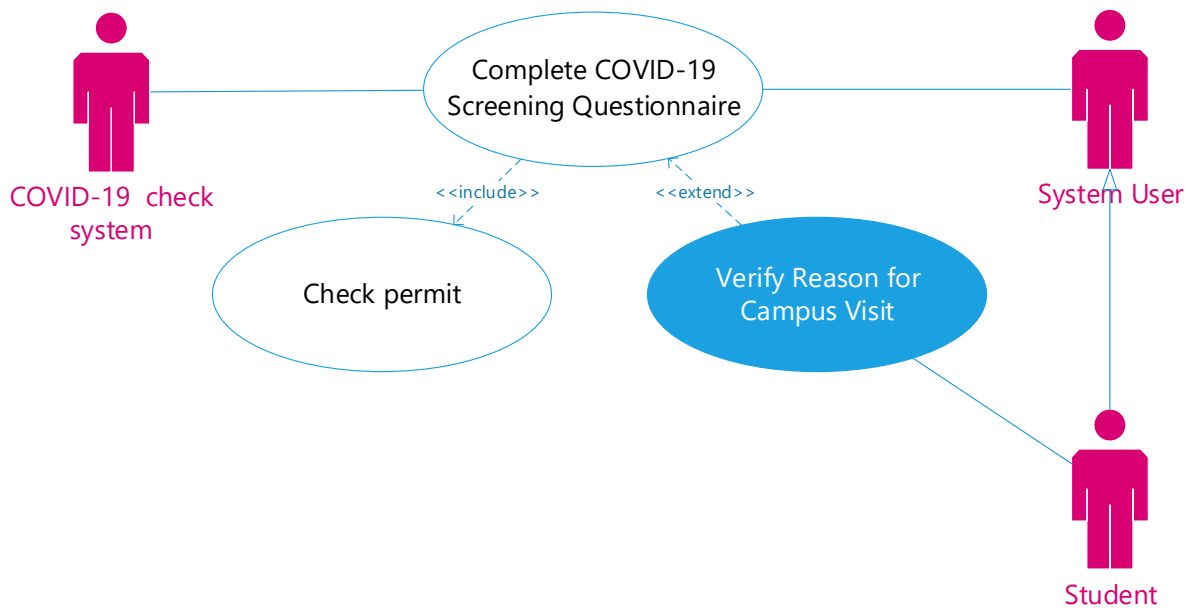 Complete COVID-19
Screening Questionnaire
COVID-19 check
system
System User
<<include>>
<<extend>>
Check permit
Verify Reason for
Campus Visit
Student